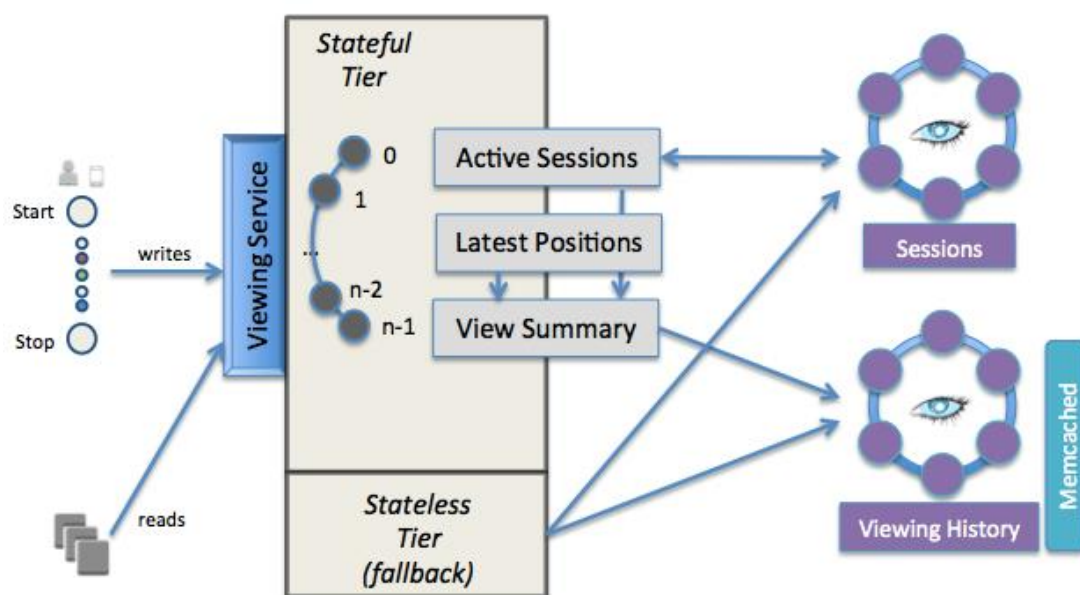 Stateful
Tier
0
1
...
n-2
n-1
Active Sessions
Latest Positions
View Summary
Start
Stop
writes
reads
Viewing Service
Stateless
Tier
(fallback)
Sessions
Viewing History
Memcached